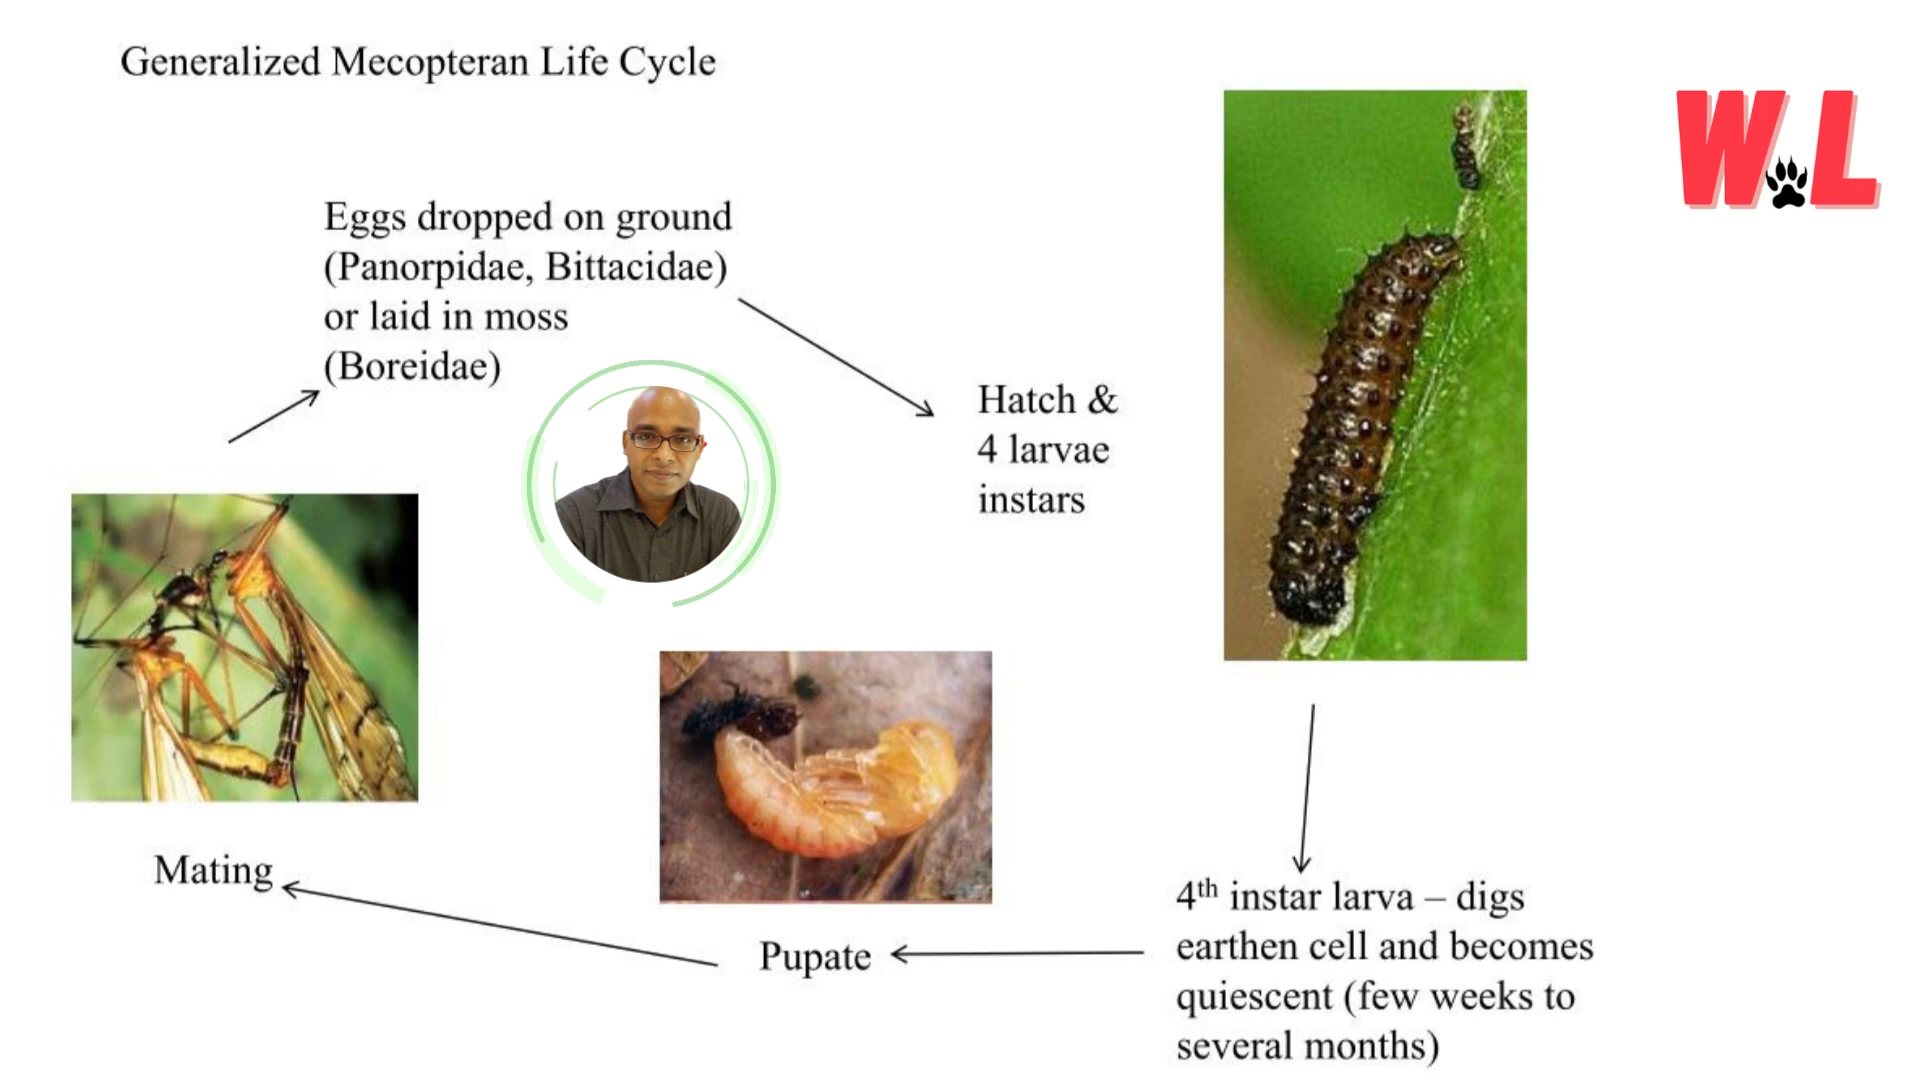 Generalized Mecopteran Life Cycle
W L
Eggs dropped on ground
(Panorpidae, Bittacidae)
or laid in moss
(Boreidae)
Hatch &
4 larvae
instars
4th instar larva – digs
earthen cell and becomes
quiescent (few weeks to
several months)
Pupate
Mating